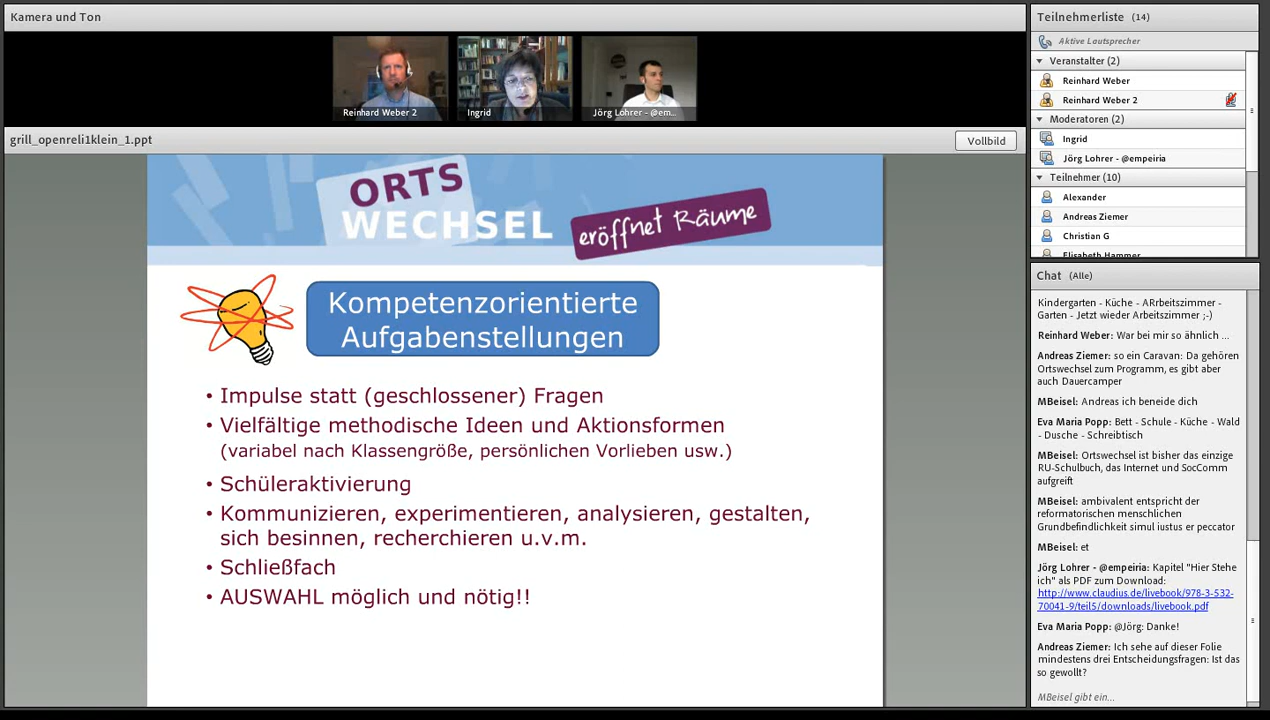 Kamera und Ton
Reinhard Weber 2
Ingrid
Jörg Lohrer - @em...
grill_openreli1klein_1.ppt
Vollbild
ORTS
WECHSEL
eröffnet Räume
Kompetenzorientierte
Aufgabenstellungen
• Impulse statt (geschlossener) Fragen
• Vielfältige methodische Ideen und Aktionsformen
(variabel nach Klassengröße, persönlichen Vorlieben usw.)
• Schüleraktivierung
• Kommunizieren, experimentieren, analysieren, gestalten,
sich besinnen, recherchieren u.v.m.
• Schließfach
• AUSWAHL möglich und nötig!!
Teilnehmerliste (14)
Aktive Lautsprecher
Veranstalter (2)
Reinhard Weber
Reinhard Weber 2
Moderatoren (2)
Ingrid
Jörg Lohrer - @empeiria
Teilnehmer (10)
Alexander
Andreas Ziemer
Christian G
Elisabeth Hammer
Chat (Alle)
Kindergarten - Küche - ARrbeitszimmer -
Garten - Jetzt wieder Arbeitszimmer ;-)
Reinhard Weber: War bei mir so ähnlich ...
Andreas Ziemer: so ein Caravan: Da gehören
Ortswechsel zum Programm, es gibt aber
auch Dauercamper
MBeisel: Andreas ich beneide dich
Eva Maria Popp: Bett - Schule - Küche - Wald
- Dusche - Schreibtisch
MBeisel: Ortswechsel ist bisher das einzige
RU-Schulbuch, das Internet und SocComm
aufgreift
MBeisel: ambivalent entspricht der
reformatorischen menschlichen
Grundbefindlichkeit simul iustus er peccator
MBeisel: et
Jörg Lohrer - @empeiria: Kapitel "Hier Stehe
ich" als PDF zum Download:
http://www.claudius.de/livebook/978-3-532-
70041-9/teil5/downloads/livebook.pdf
Eva Maria Popp: @Jörg: Danke!
Andreas Ziemer: Ich sehe auf dieser Folie
mindestens drei Entscheidungsfragen: Ist das
so gewollt?
MBeisel gibt ein...